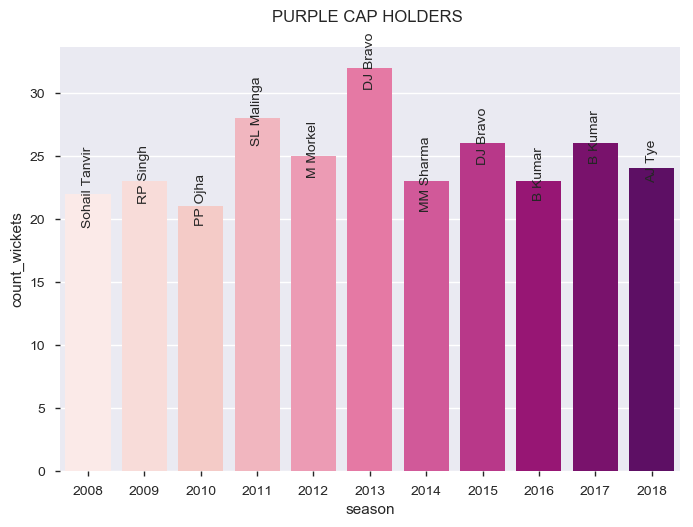 PURPLE CAP HOLDERS
count_wickets
30
25
20
15
10
5
0
Sohail Tanvir
RP Singh
PP Ojha
SL Malinga
M Morkel
DJ Bravo
MM Sharma
DJ Bravo
B Kumar
B Kumar
AJ Tye
2008 2009 2010 2011 2012 2013 2014 2015 2016 2017 2018
season